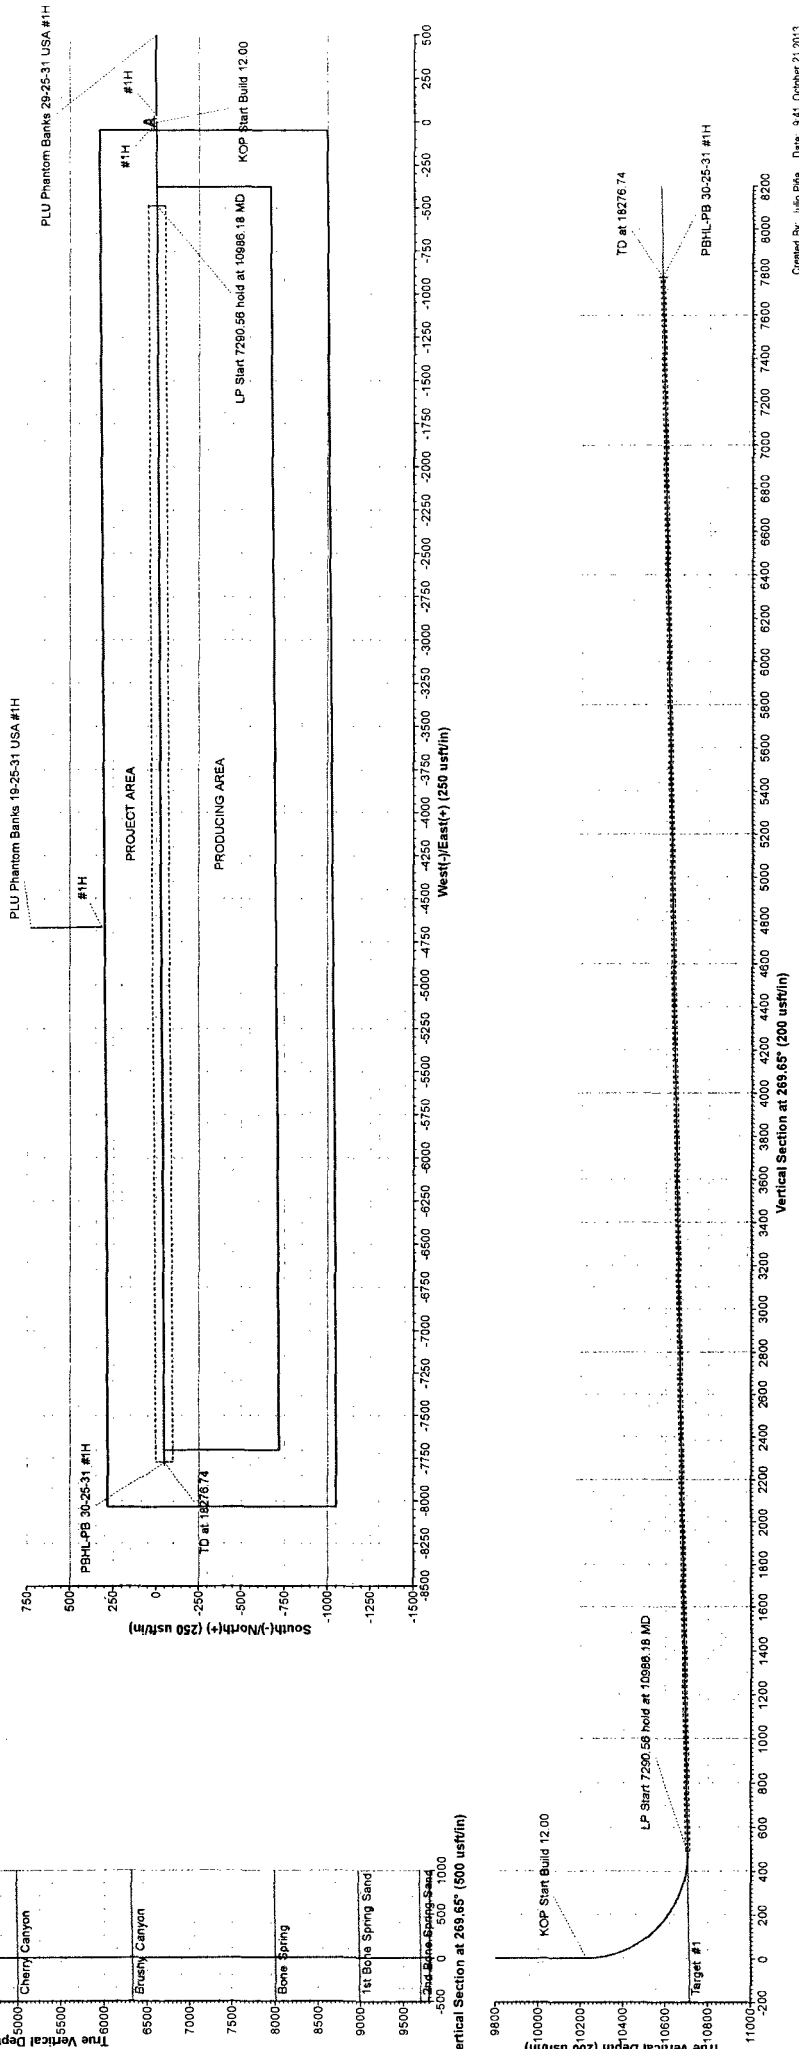 PLU Phantom Banks 29-25-31 USA #1H
PLU Phantom Banks 19-25-31 USA #1H
#1H
#1H
#1H
KOP Start Build 12.00
LP Start 7290.56 hold at 10986.18 MD
PROJECT AREA
PRODUCING AREA
PBHL-PB 30-25-31 #1H
TD at 18276.74
750
500
250
0
-250
-500
-750
-1000
-1250
-1500
South(-)/North(+) (250 usft/in)
-8500 -8250 -8000 -7750 -7500 -7250 -7000 -6750 -6500 -6250 -6000 -5750 -5500 -5250 -5000 -4750 -4500 -4250 -4000 -3750 -3500 -3250 -3000 -2750 -2500 -2250 -2000 -1750 -1500 -1250 -1000 -750 -500 -250 0 250 500
West(-)/East(+) (250 usft/in)
5000
5500
6000
6500
7000
7500
8000
8500
9000
9500
True Vertical Dept
Cherry Canyon
Brushy Canyon
Bone Spring
1st Bone Spring Sand
2nd Bone Spring Sand
-500 0 500 1000
ertical Section at 269.65° (500 usft/in)
9800
10000
10200
10400
10600
10800
11000
True Vertical Depth (200 usft/in)
KOP Start Build 12.00
LP Start 7290.56 hold at 10986.18 MD
Target #1
TD at 18276.74
PBHL-PB 30-25-31 #1H
-200 0 200 400 600 800 1000 1200 1400 1600 1800 2000 2200 2400 2600 2800 3000 3200 3400 3600 3800 4000 4200 4400 4600 4800 5000 5200 5400 5600 5800 6000 6200 6400 6600 6800 7000 7200 7400 7600 7800 8000 8200
Vertical Section at 269.65° (200 usft/in)
Created By: Julio Piña Date: 9:41, October 21 2013